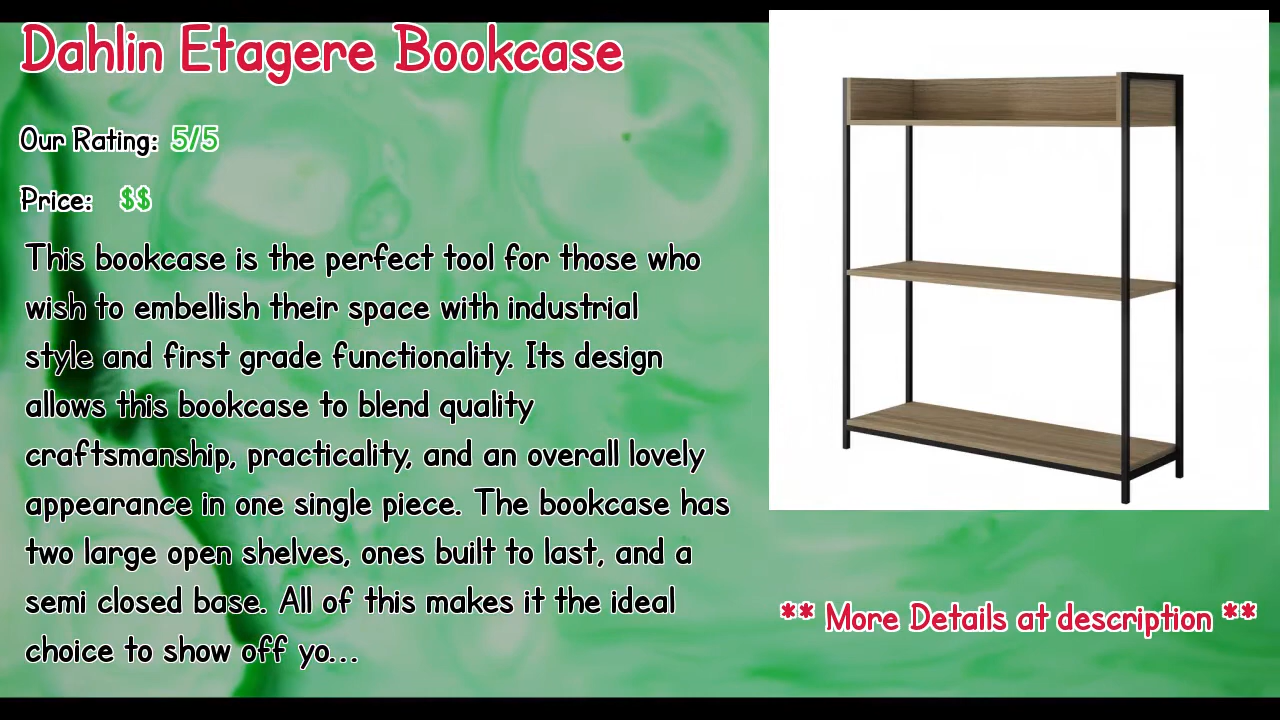 Dahlin Etagere Bookcase
Our Rating: 5/5
Price: $$
This bookcase is the perfect tool for those who
wish to embellish their space with industrial
style and first grade functionality. Its design
allows this bookcase to blend quality
craftsmanship, practicality, and an overall lovely
appearance in one single piece. The bookcase has
two large open shelves, ones built to last, and a
semi closed base. All of this makes it the ideal
choice to show off yo...
** More Details at description **